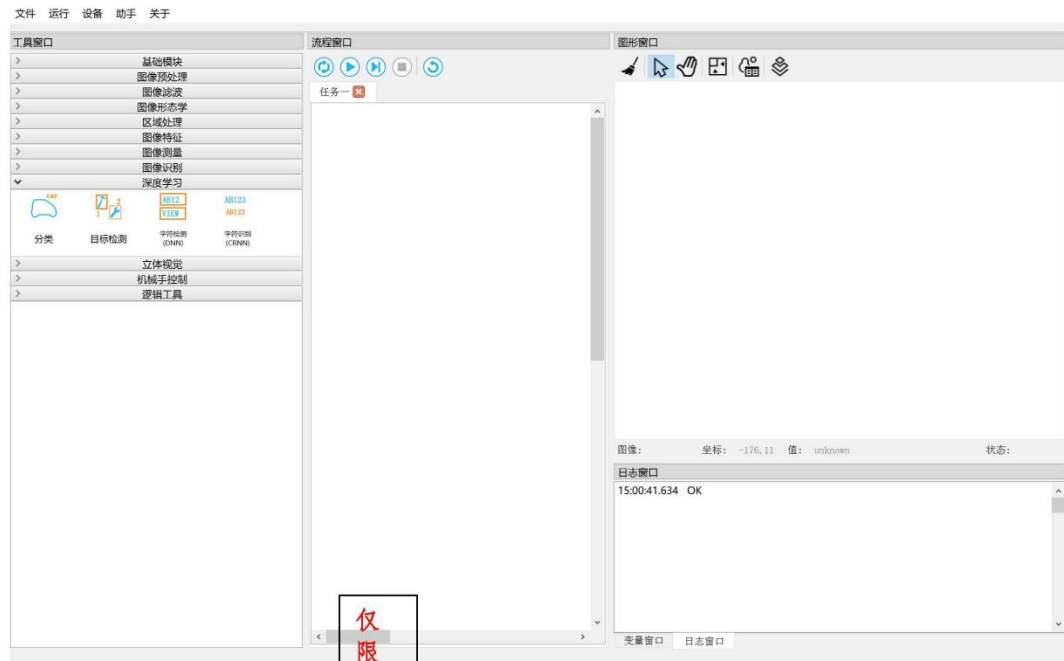 文件 运行 设备 助手 关于
工具窗口
基础模块
图像预处理
图像滤波
图像形态学
区域处理
图像特征
图像测量
图像识别
深度学习
car
1 2
AB12
VIEW
AB123
AB123
分类 目标检测 字符检测 (DNN) 字符识别 (CRNN)
立体视觉
机械手控制
逻辑工具
流程窗口
任务一
仅
限
图形窗口
图像: 坐标: -176,11 值: unknown 状态:
日志窗口
15:00:41.634 OK
变量窗口 日志窗口